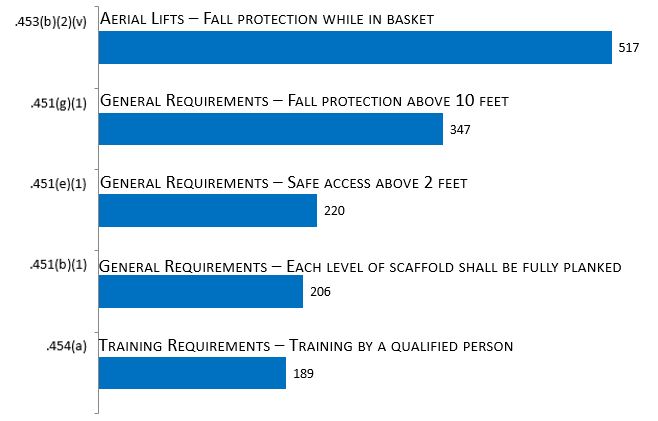 .453(b)(2)(v) Aerial Lifts – Fall protection while in basket
517
.451(g)(1) General Requirements – Fall protection above 10 feet
347
.451(e)(1) General Requirements – Safe access above 2 feet
220
.451(b)(1) General Requirements – Each level of scaffold shall be fully planked
206
.454(a) Training Requirements – Training by a qualified person
189